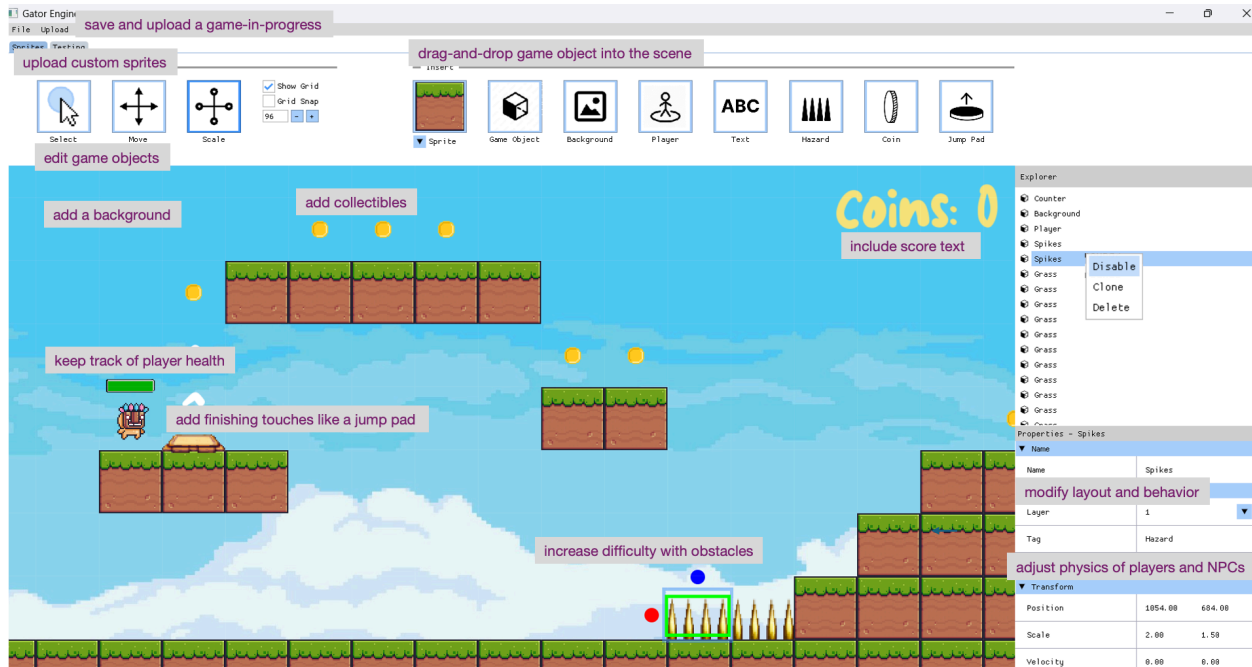 Gator Engine
File Upload
save and upload a game-in-progress
Sprites Testing
upload custom sprites
drag-and-drop game object into the scene
Insert
Show Grid
Grid Snap
96 - +
ABC
Select Move Scale
Sprite Game Object Background Player Text Hazard Coin Jump Pad
edit game objects
add a background
add collectibles
Coins: 0
include score text
keep track of player health
add finishing touches like a jump pad
increase difficulty with obstacles
Explorer
Counter
Background
Player
Spikes
Spikes
Disable
Clone
Delete
Grass
Grass
Grass
Grass
Grass
Grass
Grass
Grass
Grass
Grass
Properties - Spikes
Name
Name Spikes
modify layout and behavior
Layer 1
Tag Hazard
adjust physics of players and NPCs
Transform
Position 1054.00 684.00
Scale 2.00 1.50
Velocity 0.00 0.00